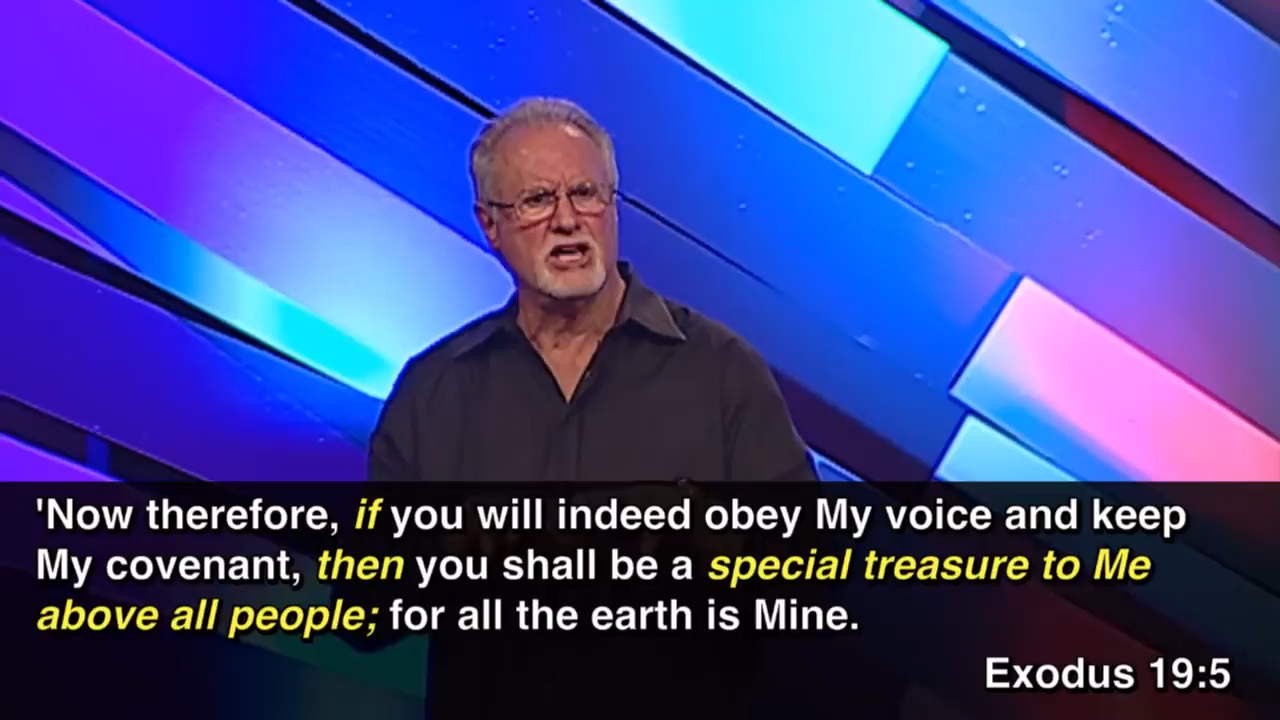 'Now therefore, if you will indeed obey My voice and keep
My covenant, then you shall be a special treasure to Me
above all people; for all the earth is Mine.
Exodus 19:5